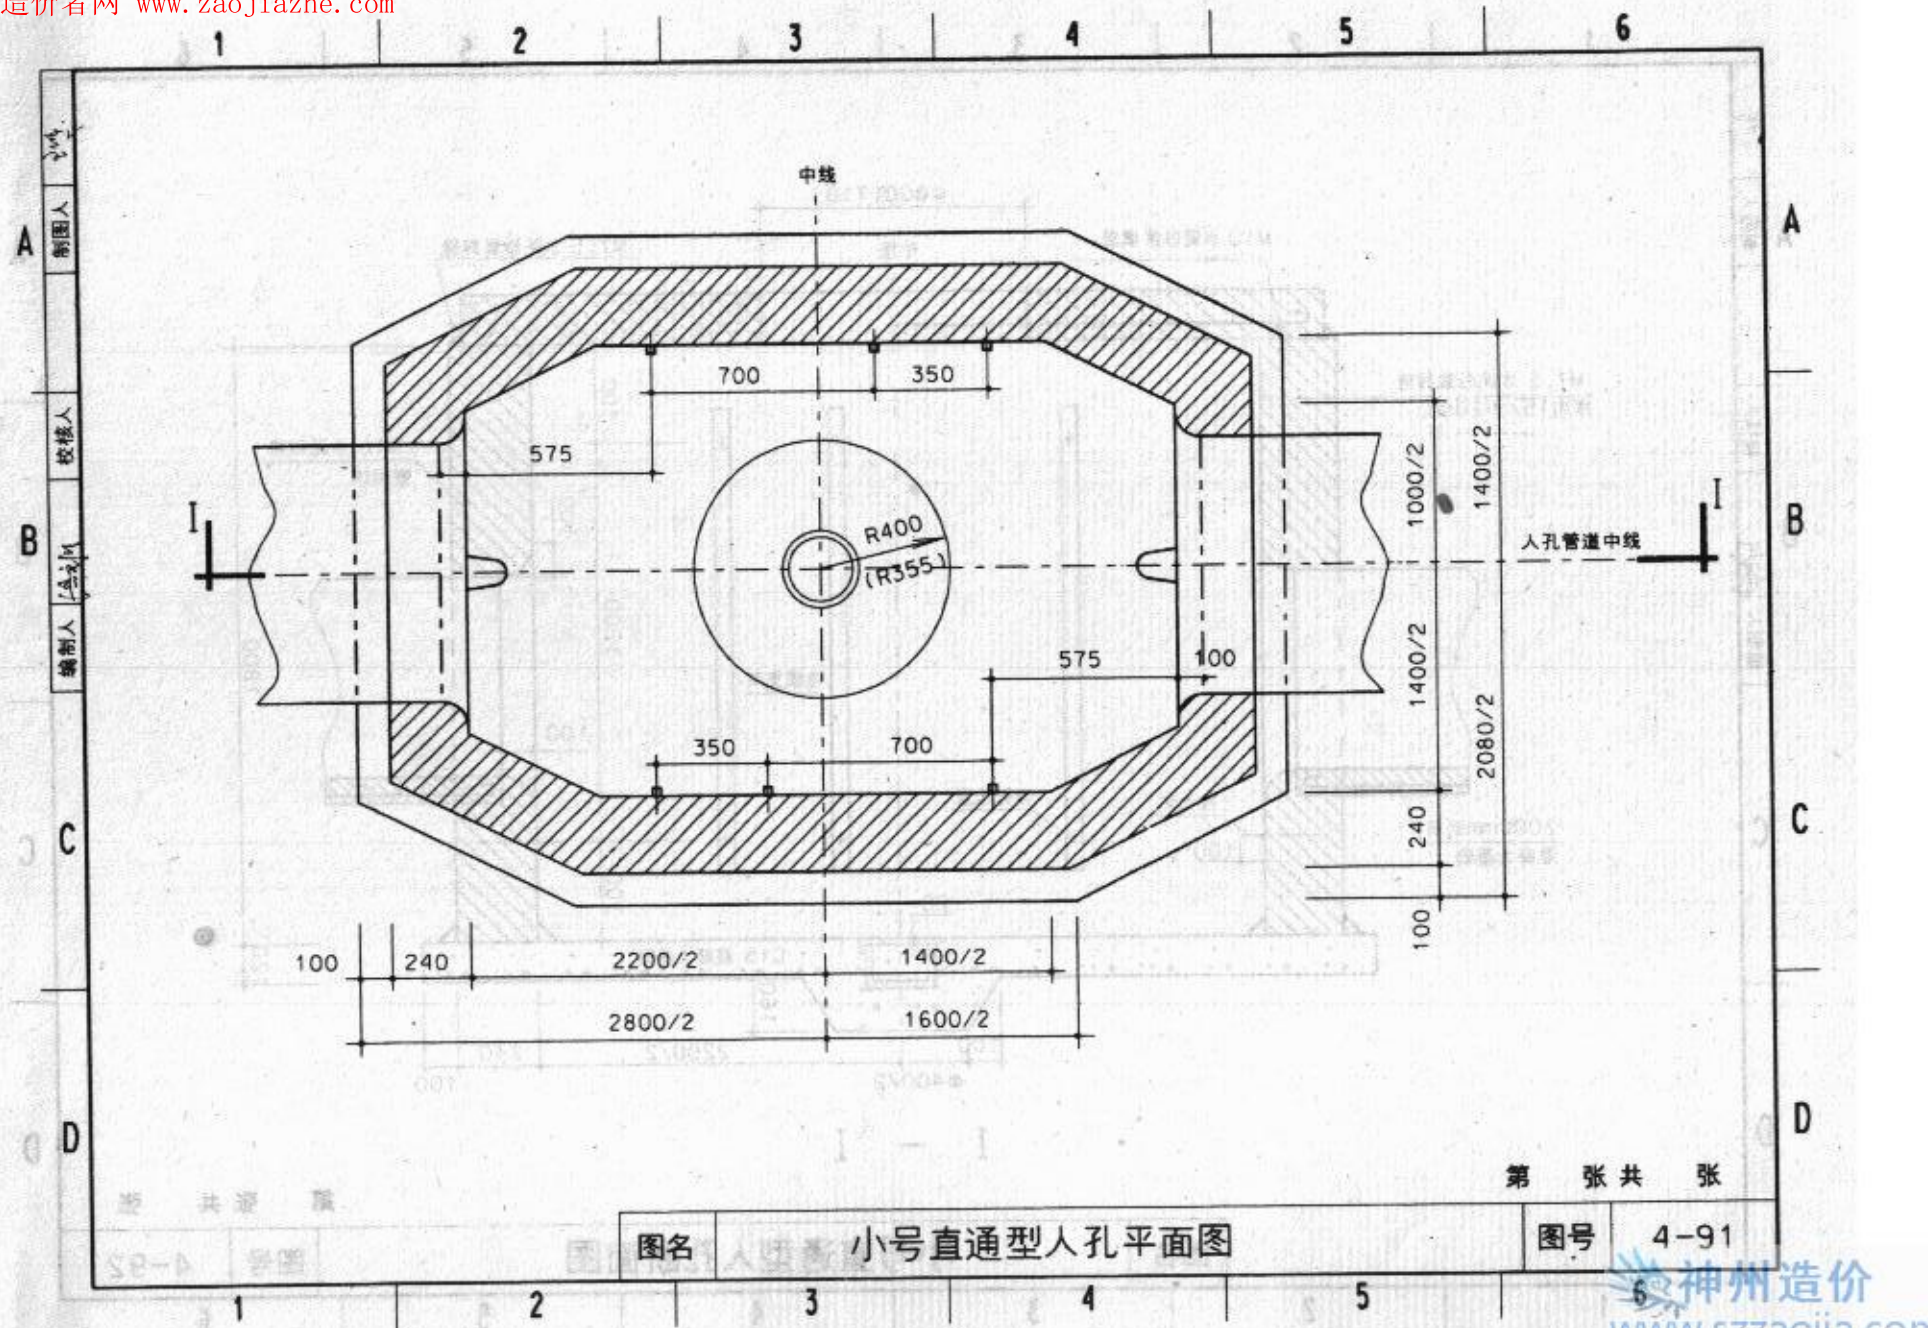 造价者网 www.zaojiazhe.com
1 2 3 4 5 6
中线
A A
制图人
700 350
校核人
575
1000/2
1400/2
R400
(R355)
I I
B B
人孔管道中线
编制人
575 100
1400/2
2080/2
350 700
240
C C
100
100 240 2200/2 1400/2
2800/2 1600/2
D D
第 张 共 张
图名 小号直通型人孔平面图 图号 4-91
1 2 3 4 5 6
神州造价